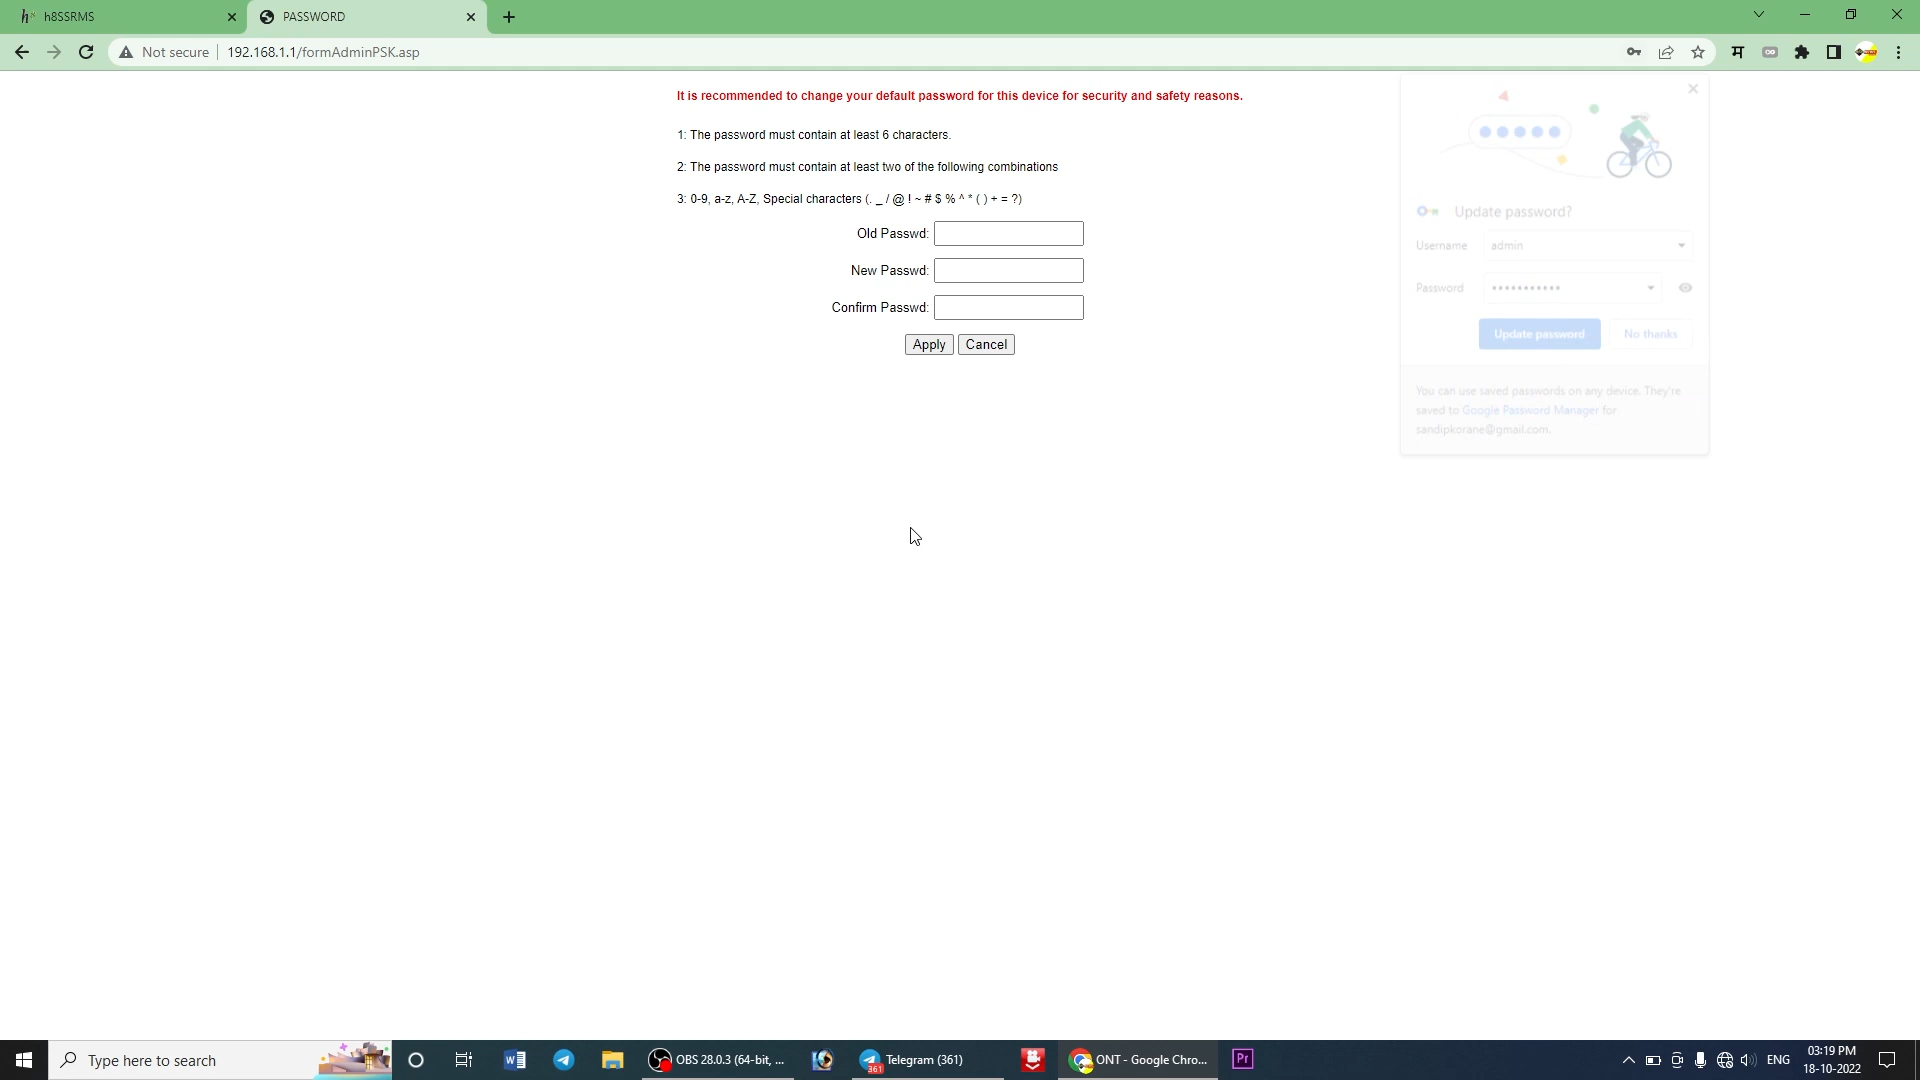 h8SSRMS
PASSWORD
Not secure
192.168.1.1/formAdminPSK.asp
म
It is recommended to change your default password for this device for security and safety reasons.
1: The password must contain at least 6 characters.
2: The password must contain at least two of the following combinations
3: 0-9, a-z, A-Z, Special characters (. _ / @ ! ~ # $ % ^ * ( ) + = ?)
Old Passwd:
New Passwd:
Confirm Passwd:
Apply Cancel
Update password?
Username admin
Password
Update password No thanks
You can use saved passwords on any device. They're
saved to Google Password Manager for
sandipkorane@gmail.com.
Type here to search
OBS 28.0.3 (64-bit, ...
361
Telegram (361)
ONT - Google Chro...
Pr
ENG
03:19 PM
18-10-2022